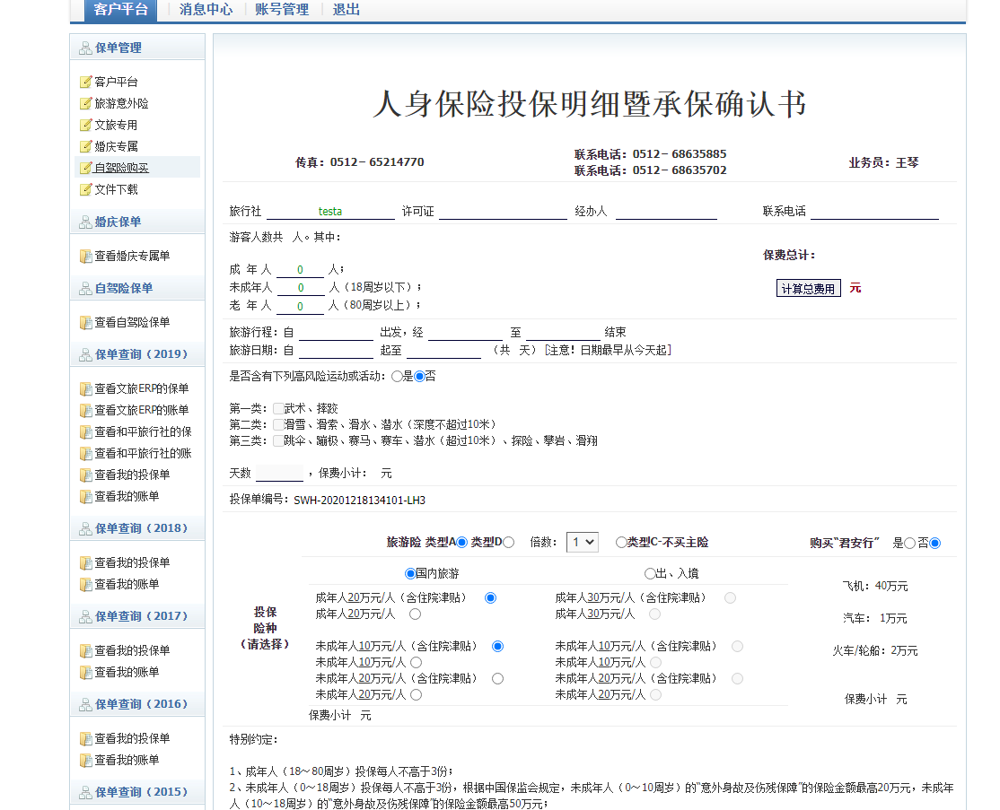 客户平台 消息中心 账号管理 退出
保单管理
客户平台
旅游意外险
文旅专用
婚庆专属
自驾险购买
文件下载
婚庆保单
查看婚庆专属单
自驾险保单
查看自驾险保单
保单查询（2019）
查看文旅ERP的保单
查看文旅ERP的账单
查看和平旅行社的保
查看和平旅行社的账
查看我的投保单
查看我的账单
保单查询（2018）
查看我的投保单
查看我的账单
保单查询（2017）
查看我的投保单
查看我的账单
保单查询（2016）
查看我的投保单
查看我的账单
保单查询（2015）
人身保险投保明细暨承保确认书
传真：0512－65214770
联系电话：0512－68635885
联系电话：0512－68635702
业务员：王琴
旅行社 testa 许可证 经办人 联系电话
游客人数共 人。其中：
成 年 人 0 人；
未成年人 0 人（18周岁以下）；
老 年 人 0 人（80周岁以上）；
保费总计：
计算总费用 元
旅游行程：自 出发，经 至 结束
旅游日期：自 起至 （共 天）［注意！日期最早从今天起］
是否含有下列高风险运动或活动：是否
第一类：武术、摔跤
第二类：滑雪、滑索、滑水、潜水（深度不超过10米）
第三类：跳伞、蹦极、赛马、赛车、潜水（超过10米）、探险、攀岩、滑翔
天数 ，保费小计： 元
投保单编号：SWH-20201218134101-LH3
旅游险 类型A 类型D 倍数： 1 类型C-不买主险 购买“君安行” 是 否
投保
险种
（请选择）
国内旅游
成年人20万元/人（含住院津贴）
成年人20万元/人
未成年人10万元/人（含住院津贴）
未成年人10万元/人
未成年人20万元/人（含住院津贴）
未成年人20万元/人
出、入境
成年人30万元/人（含住院津贴）
成年人30万元/人
未成年人10万元/人（含住院津贴）
未成年人10万元/人
未成年人20万元/人（含住院津贴）
未成年人20万元/人
保费小计 元
飞机：40万元
汽车： 1万元
火车/轮船：2万元
保费小计 元
特别约定：
1、成年人（18～80周岁）投保每人不高于3份；
2、未成年人（0～18周岁）投保每人不高于3份，根据中国保监会规定，未成年人（0～10周岁）的“意外身故及伤残保障”的保险金额最高20万元，未成年
人（10～18周岁）的“意外身故及伤残保障”的保险金额最高50万元；